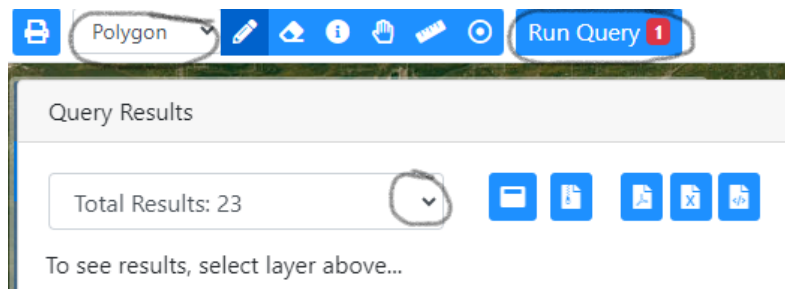 Polygon Run Query 1
Query Results
Total Results: 23
To see results, select layer above...